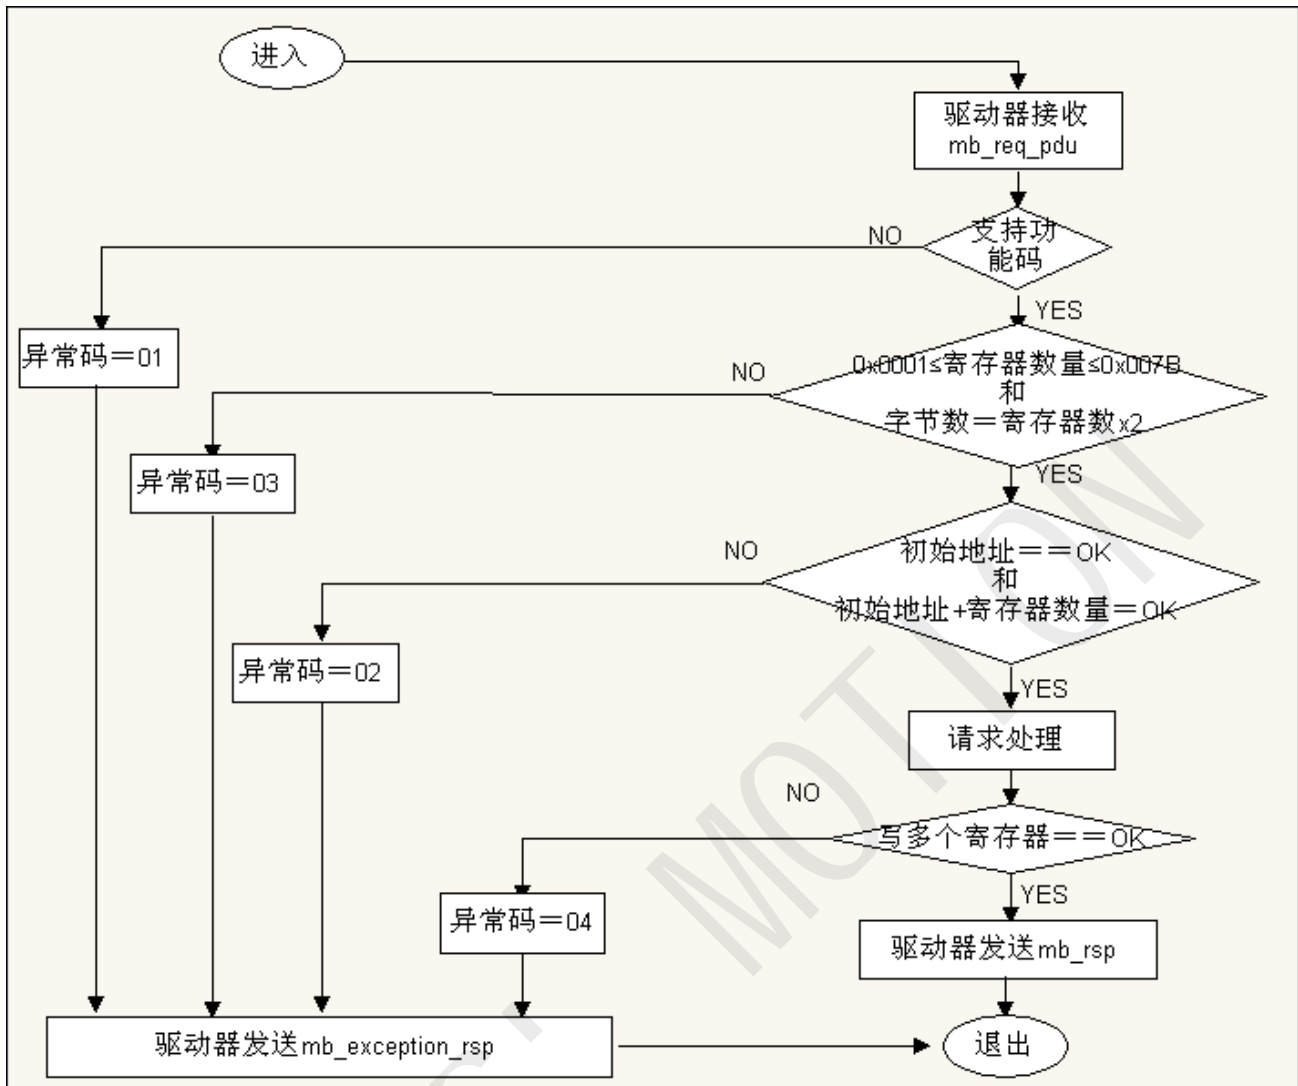 进入
驱动器接收
mb_req_pdu
支持功
能码
NO
YES
异常码＝01
0x0001≤寄存器数量≤0x007B
和
字节数＝寄存器数x2
NO
YES
异常码＝03
初始地址＝＝OK
和
初始地址+寄存器数量＝OK
NO
YES
异常码＝02
请求处理
NO
写多个寄存器＝＝OK
YES
异常码＝04
驱动器发送mb_rsp
驱动器发送mb_exception_rsp
退出
MOTION